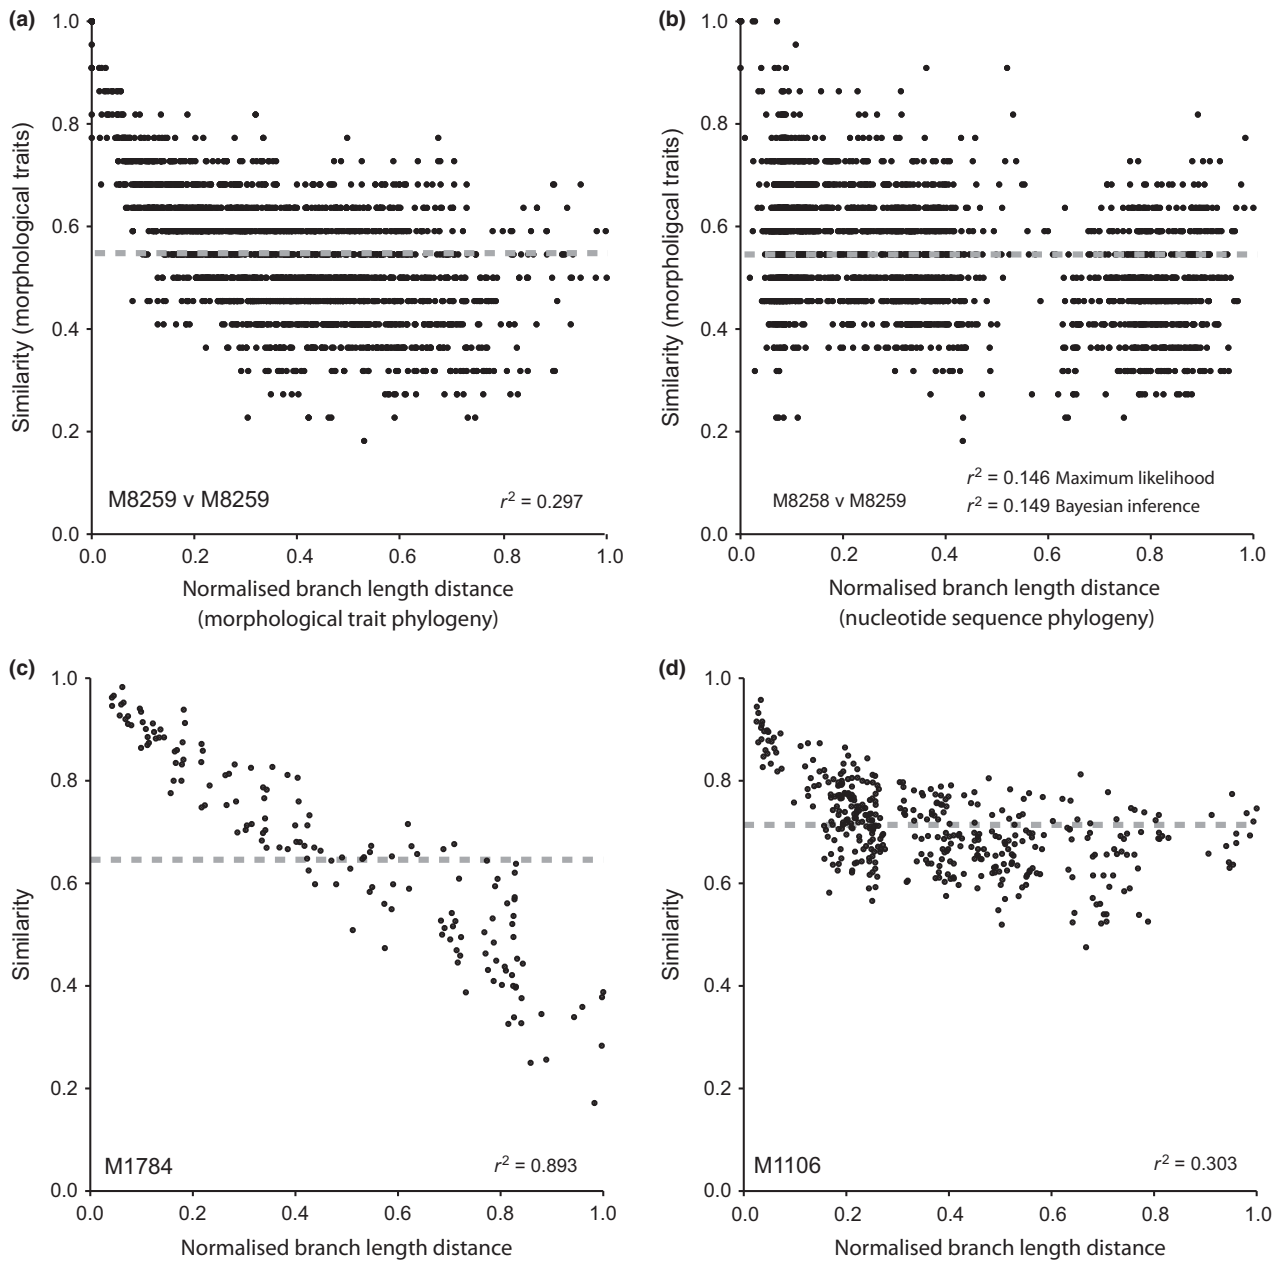 (a)
1.0
0.8
0.6
0.4
0.2
0.0
Similarity (morphological traits)
M8259 v M8259
r² = 0.297
0.0 0.2 0.4 0.6 0.8 1.0
Normalised branch length distance
(morphological trait phylogeny)
(b)
1.0
0.8
0.6
0.4
0.2
0.0
Similarity (morpholigical traits)
r² = 0.146 Maximum likelihood
M8258 v M8259
r² = 0.149 Bayesian inference
0.0 0.2 0.4 0.6 0.8 1.0
Normalised branch length distance
(nucleotide sequence phylogeny)
(c)
1.0
0.8
0.6
0.4
0.2
0.0
Similarity
M1784
r² = 0.893
0.0 0.2 0.4 0.6 0.8 1.0
Normalised branch length distance
(d)
1.0
0.8
0.6
0.4
0.2
0.0
Similarity
M1106
r² = 0.303
0.0 0.2 0.4 0.6 0.8 1.0
Normalised branch length distance